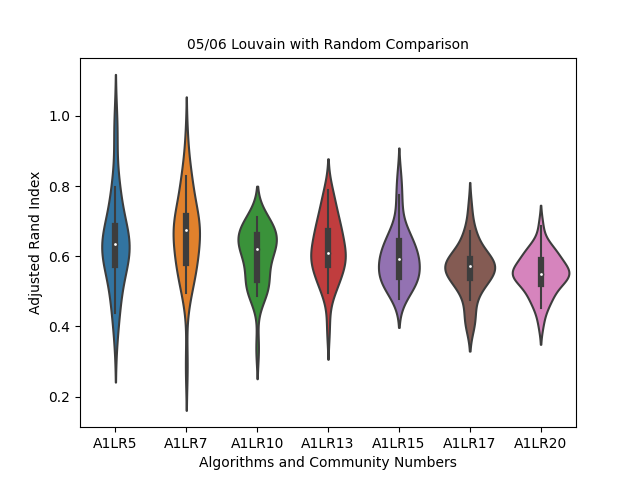 05/06 Louvain with Random Comparison
Adjusted Rand Index
1.0
0.8
0.6
0.4
0.2
A1LR5 A1LR7 A1LR10 A1LR13 A1LR15 A1LR17 A1LR20
Algorithms and Community Numbers